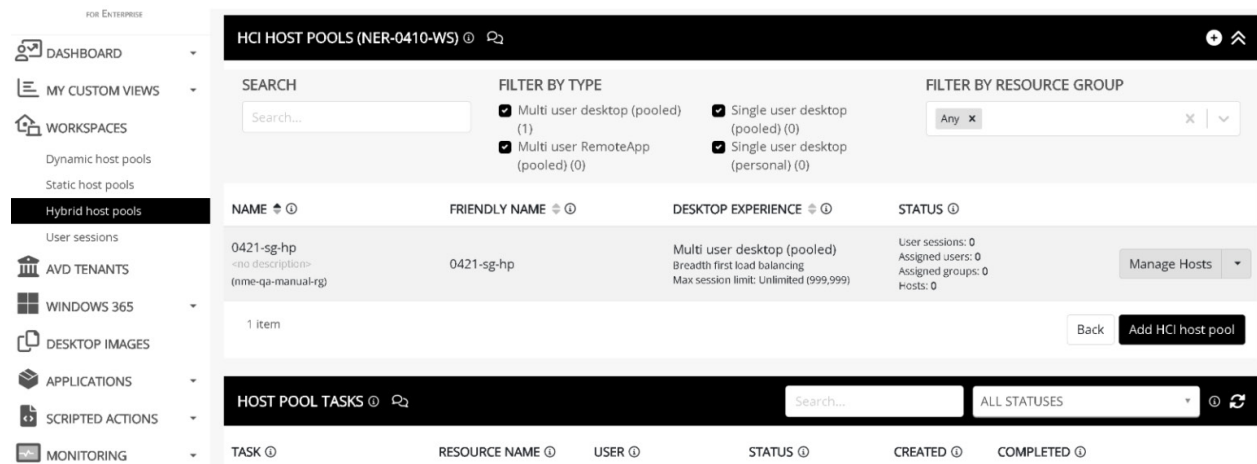 FOR ENTERPRISE
DASHBOARD
MY CUSTOM VIEWS
WORKSPACES
Dynamic host pools
Static host pools
Hybrid host pools
User sessions
AVD TENANTS
WINDOWS 365
DESKTOP IMAGES
APPLICATIONS
SCRIPTED ACTIONS
MONITORING
HCI HOST POOLS (NER-0410-WS)
SEARCH
Search...
FILTER BY TYPE
Multi user desktop (pooled)
(1)
Multi user RemoteApp
(pooled) (0)
Single user desktop
(pooled) (0)
Single user desktop
(personal) (0)
FILTER BY RESOURCE GROUP
Any
NAME FRIENDLY NAME DESKTOP EXPERIENCE STATUS
0421-sg-hp
<no description>
(nme-qa-manual-rg)
0421-sg-hp
Multi user desktop (pooled)
Breadth first load balancing
Max session limit: Unlimited (999,999)
User sessions: 0
Assigned users: 0
Assigned groups: 0
Hosts: 0
Manage Hosts
1 item
Back Add HCI host pool
HOST POOL TASKS Search... ALL STATUSES
TASK RESOURCE NAME USER STATUS CREATED COMPLETED